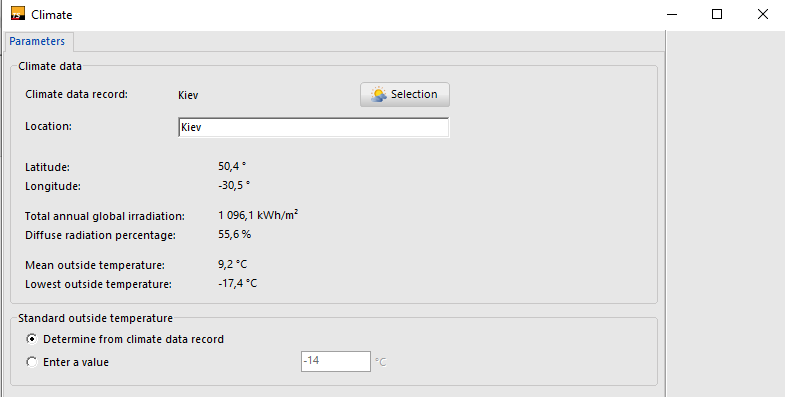 Climate
Parameters
Climate data
Climate data record: Kiev Selection
Location: Kiev
Latitude: 50,4 °
Longitude: -30,5 °
Total annual global irradiation: 1 096,1 kWh/m²
Diffuse radiation percentage: 55,6 %
Mean outside temperature: 9,2 °C
Lowest outside temperature: -17,4 °C
Standard outside temperature
Determine from climate data record
Enter a value -14 °C